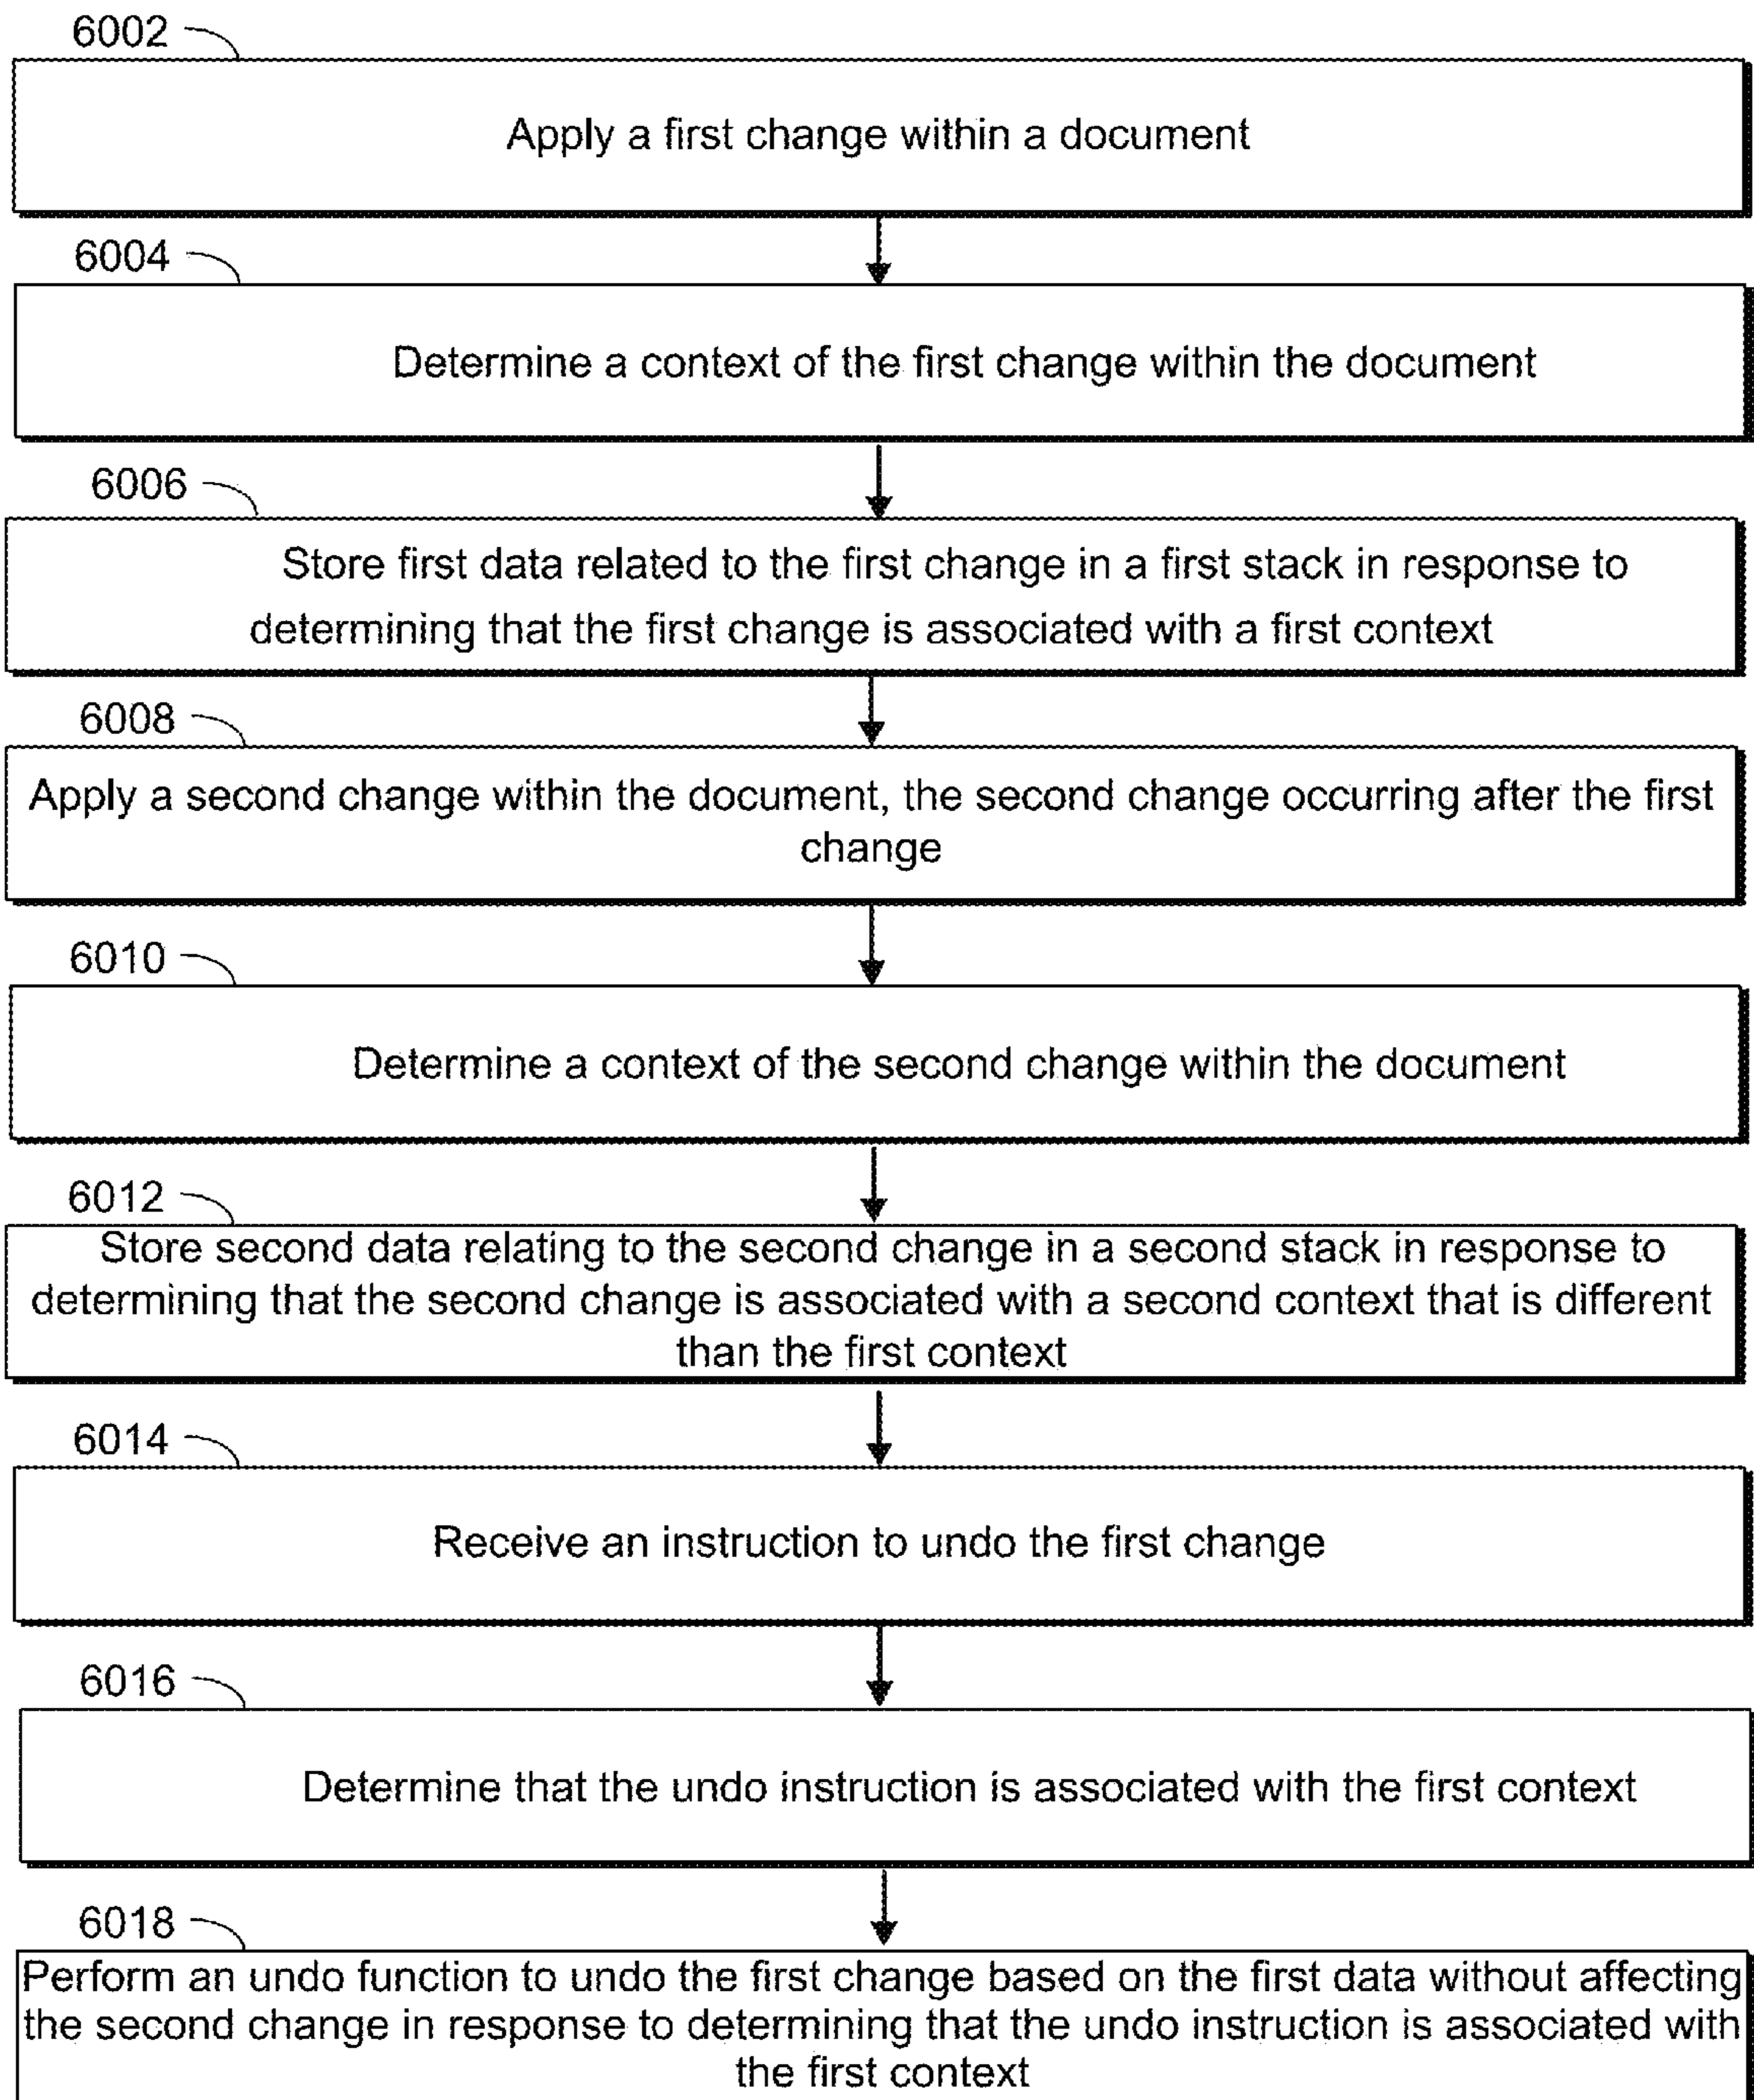 6002
Apply a first change within a document
6004
Determine a context of the first change within the document
6006
Store first data related to the first change in a first stack in response to
determining that the first change is associated with a first context
6008
Apply a second change within the document, the second change occurring after the first
change
6010
Determine a context of the second change within the document
6012
Store second data relating to the second change in a second stack in response to
determining that the second change is associated with a second context that is different
than the first context
6014
Receive an instruction to undo the first change
6016
Determine that the undo instruction is associated with the first context
6018
Perform an undo function to undo the first change based on the first data without affecting
the second change in response to determining that the undo instruction is associated with
the first context